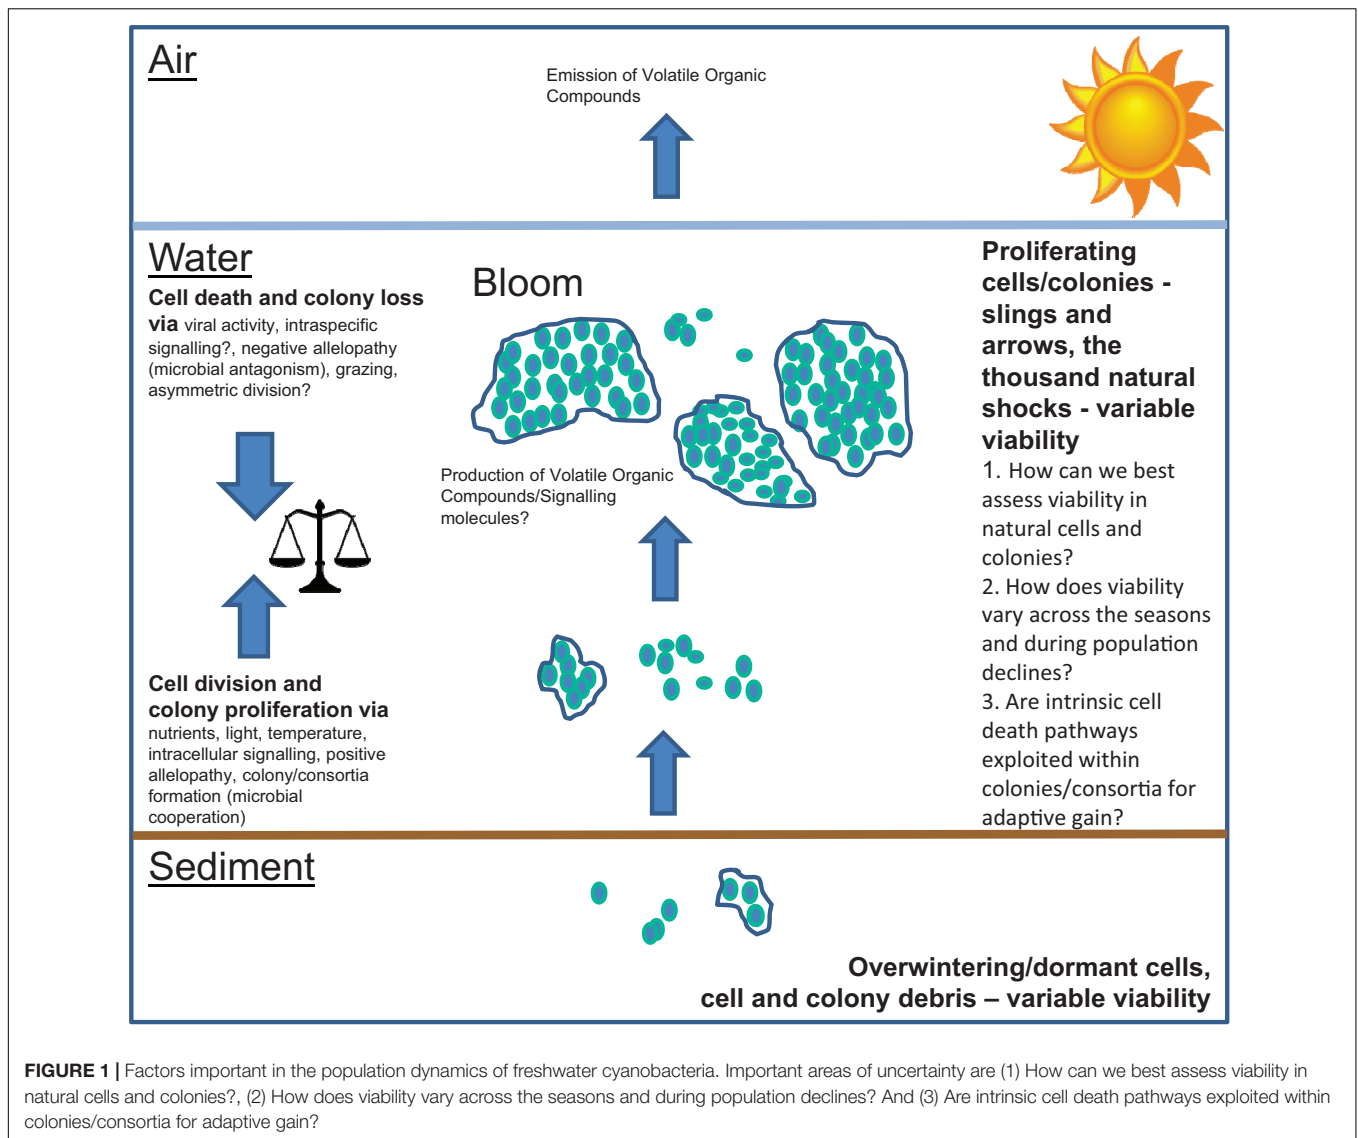 Air
Emission of Volatile Organic
Compounds
Water
Cell death and colony loss
via viral activity, intraspecific
signalling?, negative allelopathy
(microbial antagonism), grazing,
asymmetric division?
Bloom
Production of Volatile Organic
Compounds/Signalling
molecules?
Cell division and
colony proliferation via
nutrients, light, temperature,
intracellular signalling, positive
allelopathy, colony/consortia
formation (microbial
cooperation)
Proliferating
cells/colonies -
slings and
arrows, the
thousand natural
shocks - variable
viability
1. How can we best
assess viability in
natural cells and
colonies?
2. How does viability
vary across the seasons
and during population
declines?
3. Are intrinsic cell
death pathways
exploited within
colonies/consortia for
adaptive gain?
Sediment
Overwintering/dormant cells,
cell and colony debris – variable viability
FIGURE 1 | Factors important in the population dynamics of freshwater cyanobacteria. Important areas of uncertainty are (1) How can we best assess viability in
natural cells and colonies?, (2) How does viability vary across the seasons and during population declines? And (3) Are intrinsic cell death pathways exploited within
colonies/consortia for adaptive gain?